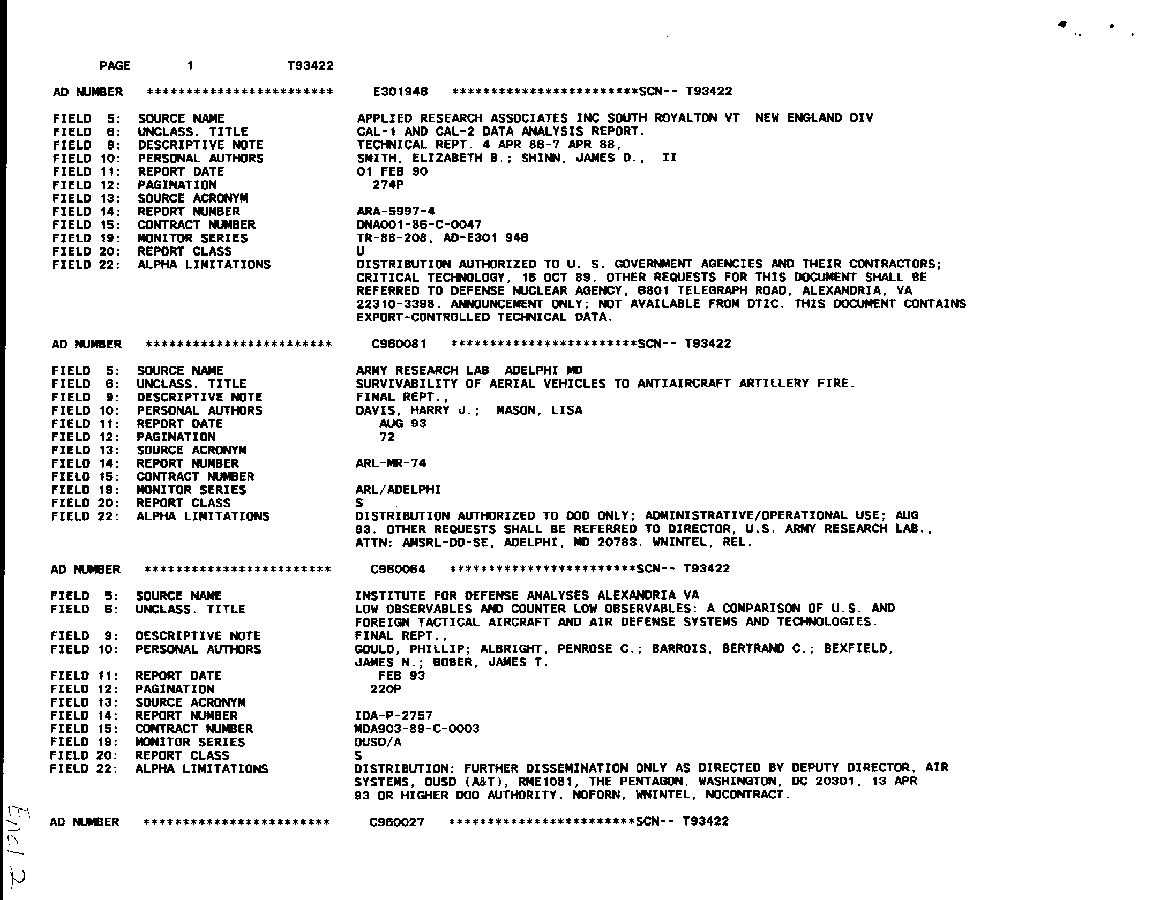 PAGE 1 T93422
AD NUMBER ************************ E301948 ************************SCN-- T93422
FIELD 5: SOURCE NAME APPLIED RESEARCH ASSOCIATES INC SOUTH ROYALTON VT NEW ENGLAND DIV
FIELD 6: UNCLASS. TITLE CAL-1 AND CAL-2 DATA ANALYSIS REPORT.
FIELD 9: DESCRIPTIVE NOTE TECHNICAL REPT. 4 APR 86-7 APR 88,
FIELD 10: PERSONAL AUTHORS SMITH, ELIZABETH B.; SHINN, JAMES D., II
FIELD 11: REPORT DATE 01 FEB 90
FIELD 12: PAGINATION 274P
FIELD 13: SOURCE ACRONYM
FIELD 14: REPORT NUMBER ARA-5997-4
FIELD 15: CONTRACT NUMBER DNA001-86-C-0047
FIELD 19: MONITOR SERIES TR-88-208, AD-E301 948
FIELD 20: REPORT CLASS U
FIELD 22: ALPHA LIMITATIONS DISTRIBUTION AUTHORIZED TO U. S. GOVERNMENT AGENCIES AND THEIR CONTRACTORS;
CRITICAL TECHNOLOGY, 16 OCT 89. OTHER REQUESTS FOR THIS DOCUMENT SHALL BE
REFERRED TO DEFENSE NUCLEAR AGENCY, 6801 TELEGRAPH ROAD, ALEXANDRIA, VA
22310-3398. ANNOUNCEMENT ONLY; NOT AVAILABLE FROM DTIC. THIS DOCUMENT CONTAINS
EXPORT-CONTROLLED TECHNICAL DATA.
AD NUMBER ************************ C960081 ************************SCN-- T93422
FIELD 5: SOURCE NAME ARMY RESEARCH LAB ADELPHI MD
FIELD 6: UNCLASS. TITLE SURVIVABILITY OF AERIAL VEHICLES TO ANTIAIRCRAFT ARTILLERY FIRE.
FIELD 9: DESCRIPTIVE NOTE FINAL REPT.,
FIELD 10: PERSONAL AUTHORS DAVIS, HARRY J.; MASON, LISA
FIELD 11: REPORT DATE AUG 93
FIELD 12: PAGINATION 72
FIELD 13: SOURCE ACRONYM
FIELD 14: REPORT NUMBER ARL-MR-74
FIELD 15: CONTRACT NUMBER
FIELD 19: MONITOR SERIES ARL/ADELPHI
FIELD 20: REPORT CLASS S
FIELD 22: ALPHA LIMITATIONS DISTRIBUTION AUTHORIZED TO DOD ONLY; ADMINISTRATIVE/OPERATIONAL USE; AUG
93. OTHER REQUESTS SHALL BE REFERRED TO DIRECTOR, U.S. ARMY RESEARCH LAB.,
ATTN: AMSRL-DD-SE, ADELPHI, MD 20783. WNINTEL, REL.
AD NUMBER ************************ C960064 ************************SCN-- T93422
FIELD 5: SOURCE NAME INSTITUTE FOR DEFENSE ANALYSES ALEXANDRIA VA
FIELD 6: UNCLASS. TITLE LOW OBSERVABLES AND COUNTER LOW OBSERVABLES: A COMPARISON OF U.S. AND
FOREIGN TACTICAL AIRCRAFT AND AIR DEFENSE SYSTEMS AND TECHNOLOGIES.
FIELD 9: DESCRIPTIVE NOTE FINAL REPT.,
FIELD 10: PERSONAL AUTHORS GOULD, PHILLIP; ALBRIGHT, PENROSE C.; BARROIS, BERTRAND C.; BEXFIELD,
JAMES N.; BOBER, JAMES T.
FIELD 11: REPORT DATE FEB 93
FIELD 12: PAGINATION 220P
FIELD 13: SOURCE ACRONYM
FIELD 14: REPORT NUMBER IDA-P-2757
FIELD 15: CONTRACT NUMBER MDA903-89-C-0003
FIELD 19: MONITOR SERIES OUSD/A
FIELD 20: REPORT CLASS S
FIELD 22: ALPHA LIMITATIONS DISTRIBUTION: FURTHER DISSEMINATION ONLY AS DIRECTED BY DEPUTY DIRECTOR, AIR
SYSTEMS, OUSD (A&T), RME1081, THE PENTAGON, WASHINGTON, DC 20301, 13 APR
93 OR HIGHER DOD AUTHORITY. NOFORN, WNINTEL, NOCONTRACT.
AD NUMBER ************************ C960027 ************************SCN-- T93422
Encl 2